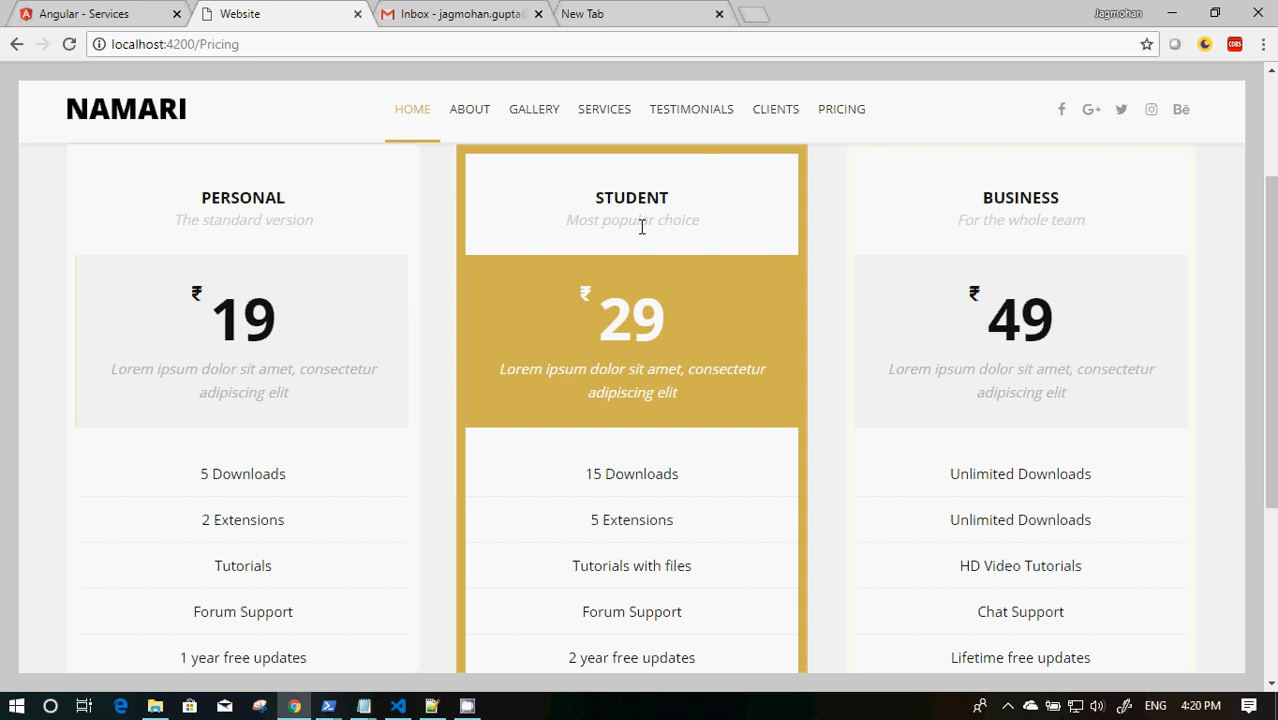 Angular - Services
Website
Inbox - jagmohan.gupta
New Tab
Jagmohan
localhost:4200/Pricing
NAMARI
HOME
ABOUT
GALLERY
SERVICES
TESTIMONIALS
CLIENTS
PRICING
G+
Bē
PERSONAL
The standard version
₹ 19
Lorem ipsum dolor sit amet, consectetur
adipiscing elit
5 Downloads
2 Extensions
Tutorials
Forum Support
1 year free updates
STUDENT
Most popular choice
₹ 29
Lorem ipsum dolor sit amet, consectetur
adipiscing elit
15 Downloads
5 Extensions
Tutorials with files
Forum Support
2 year free updates
BUSINESS
For the whole team
₹ 49
Lorem ipsum dolor sit amet, consectetur
adipiscing elit
Unlimited Downloads
Unlimited Downloads
HD Video Tutorials
Chat Support
Lifetime free updates
ENG
4:20 PM